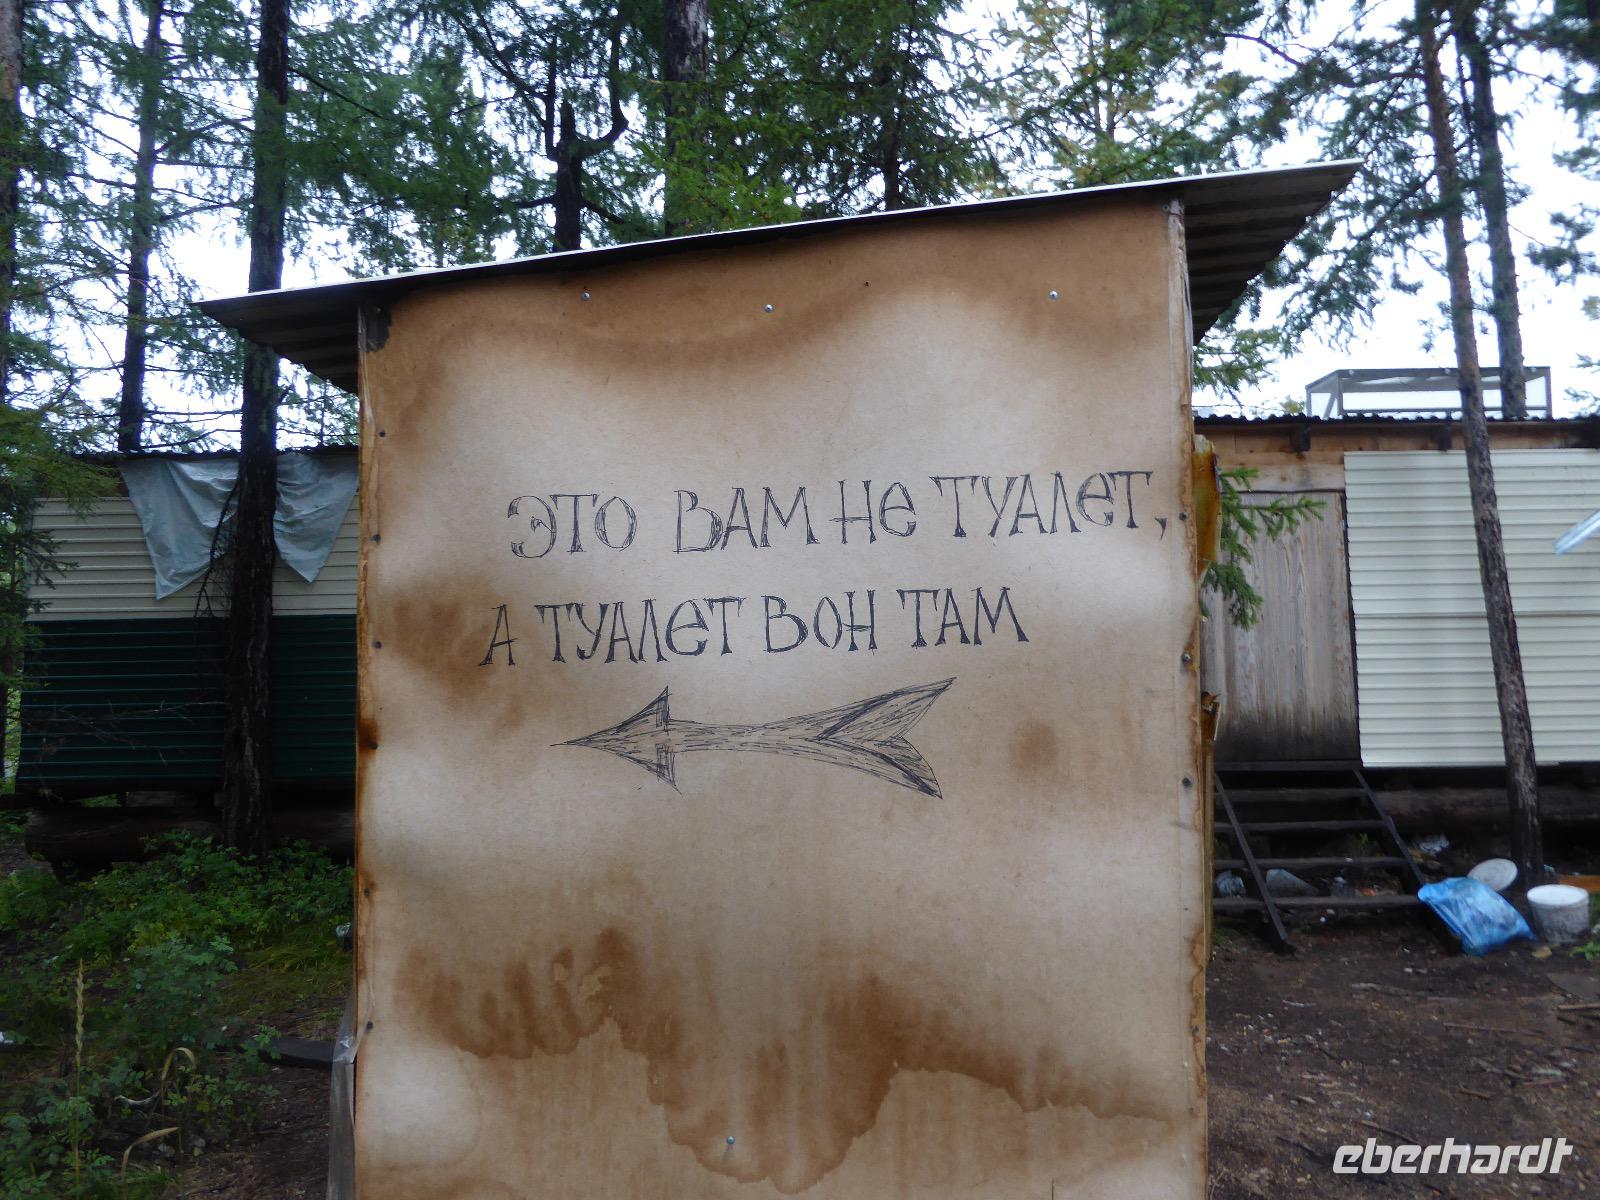 ЭТО ВАМ НЕ ТУАЛЕТ,
А ТУАЛЕТ ВОН ТАМ
eberhardt